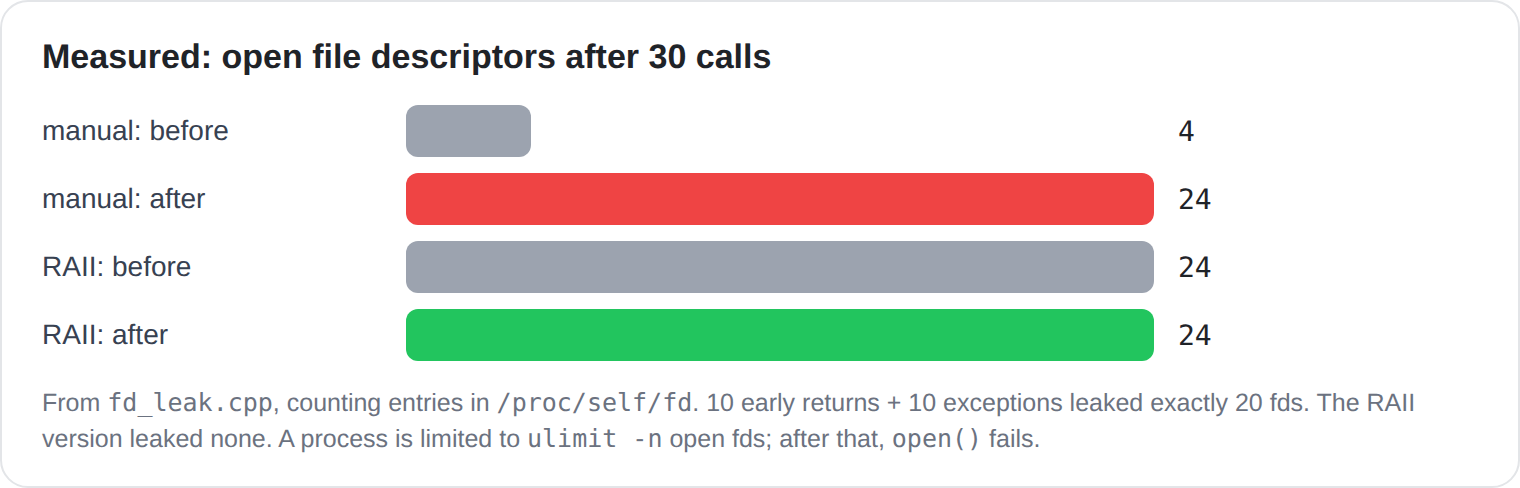 Measured: open file descriptors after 30 calls
manual: before 4
manual: after 24
RAII: before 24
RAII: after 24
From fd_leak.cpp, counting entries in /proc/self/fd. 10 early returns + 10 exceptions leaked exactly 20 fds. The RAII
version leaked none. A process is limited to ulimit -n open fds; after that, open() fails.